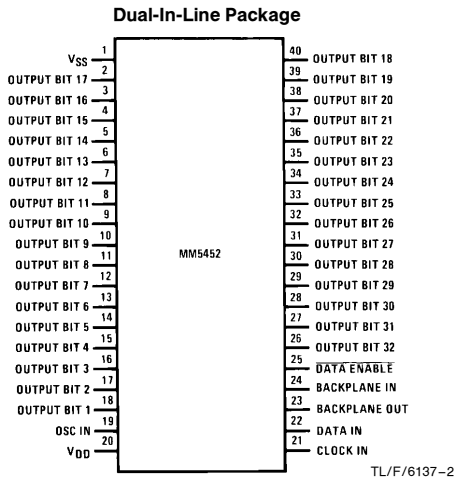 Dual-In-Line Package
VSS 1
OUTPUT BIT 17 2
OUTPUT BIT 16 3
OUTPUT BIT 15 4
OUTPUT BIT 14 5
OUTPUT BIT 13 6
OUTPUT BIT 12 7
OUTPUT BIT 11 8
OUTPUT BIT 10 9
OUTPUT BIT 9 10
OUTPUT BIT 8 11
OUTPUT BIT 7 12
OUTPUT BIT 6 13
OUTPUT BIT 5 14
OUTPUT BIT 4 15
OUTPUT BIT 3 16
OUTPUT BIT 2 17
OUTPUT BIT 1 18
OSC IN 19
VDD 20
MM5452
40 OUTPUT BIT 18
39 OUTPUT BIT 19
38 OUTPUT BIT 20
37 OUTPUT BIT 21
36 OUTPUT BIT 22
35 OUTPUT BIT 23
34 OUTPUT BIT 24
33 OUTPUT BIT 25
32 OUTPUT BIT 26
31 OUTPUT BIT 27
30 OUTPUT BIT 28
29 OUTPUT BIT 29
28 OUTPUT BIT 30
27 OUTPUT BIT 31
26 OUTPUT BIT 32
25 DATA ENABLE
24 BACKPLANE IN
23 BACKPLANE OUT
22 DATA IN
21 CLOCK IN
TL/F/6137–2